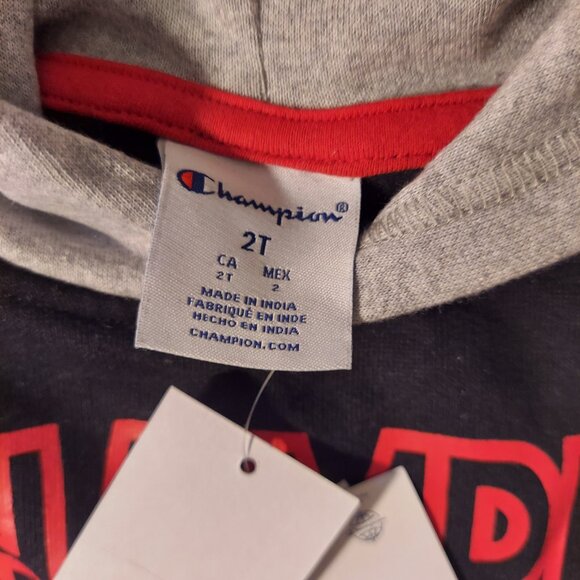 Champion®
2T
CA MEX
2T 2
MADE IN INDIA
FABRIQUÉ EN INDE
HECHO EN INDIA
CHAMPION.COM